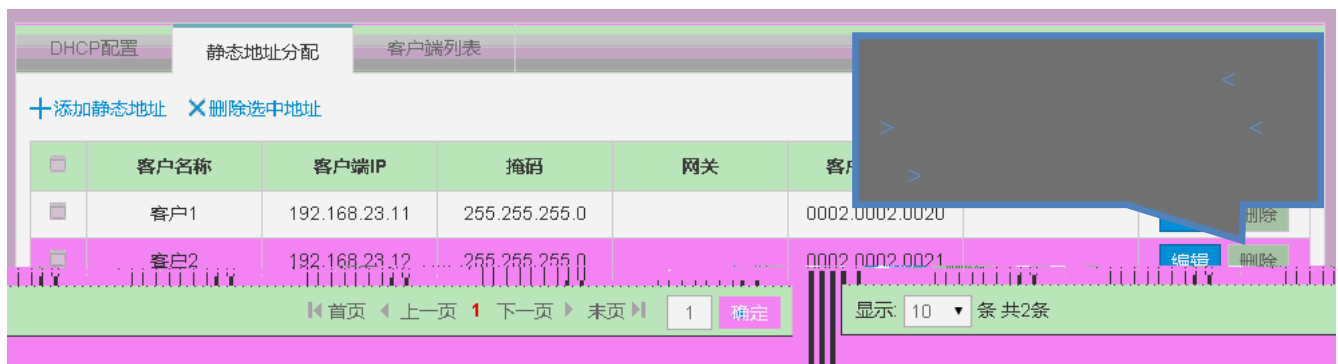 DHCP配置 静态地址分配 客户端列表
添加静态地址 删除选中地址
<
> <
>
客户名称 客户端IP 掩码 网关
客户1 192.168.23.11 255.255.255.0 0002.0002.0020 删除
客户2 192.168.23.12 255.255.255.0 0002.0002.0021 编辑 删除
首页 上一页 1 下一页 末页 1 确定 显示: 10 条 共2条